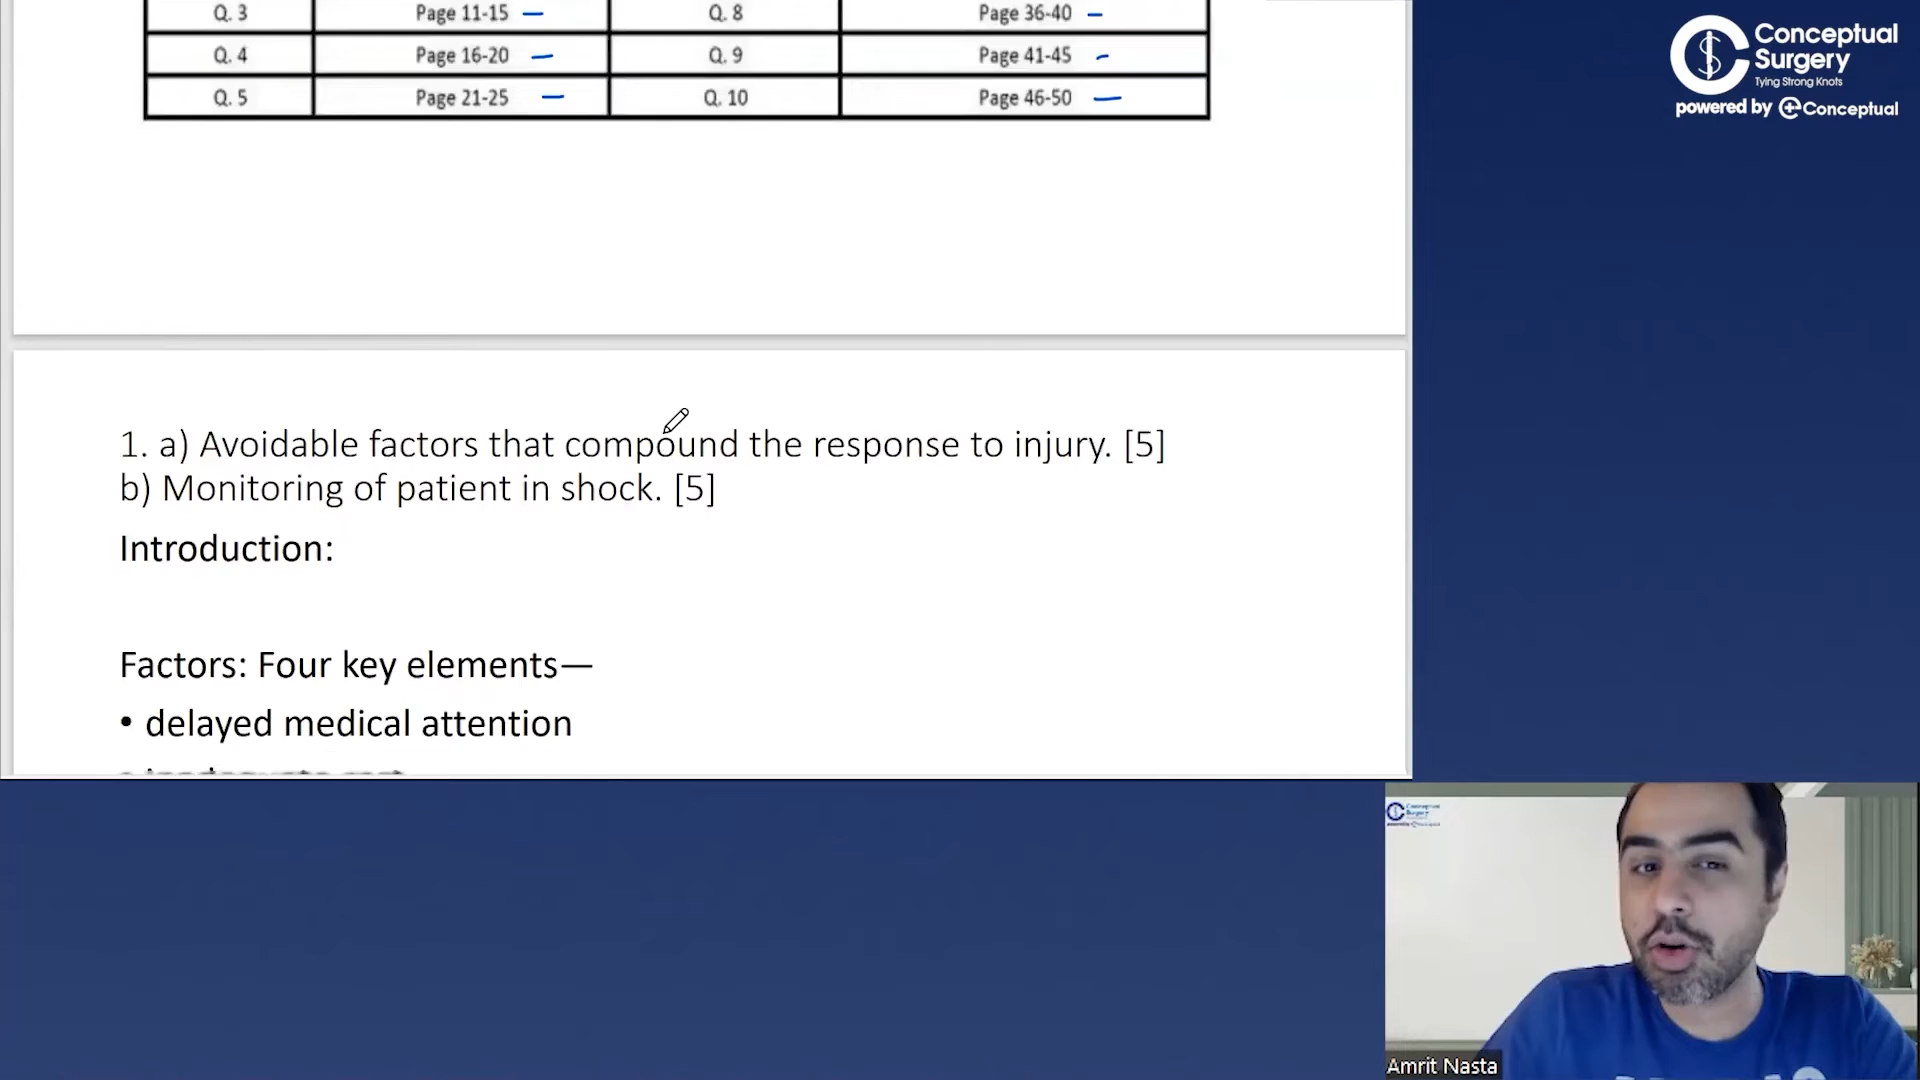 Q. 3 Page 11-15 Q. 8 Page 36-40
Q. 4 Page 16-20 Q. 9 Page 41-45
Q. 5 Page 21-25 Q. 10 Page 46-50
1. a) Avoidable factors that compound the response to injury. [5]
b) Monitoring of patient in shock. [5]
Introduction:
Factors: Four key elements—
• delayed medical attention
Conceptual
Surgery
Tying Strong Knots
powered by Conceptual
Conceptual
Surgery
Amrit Nasta